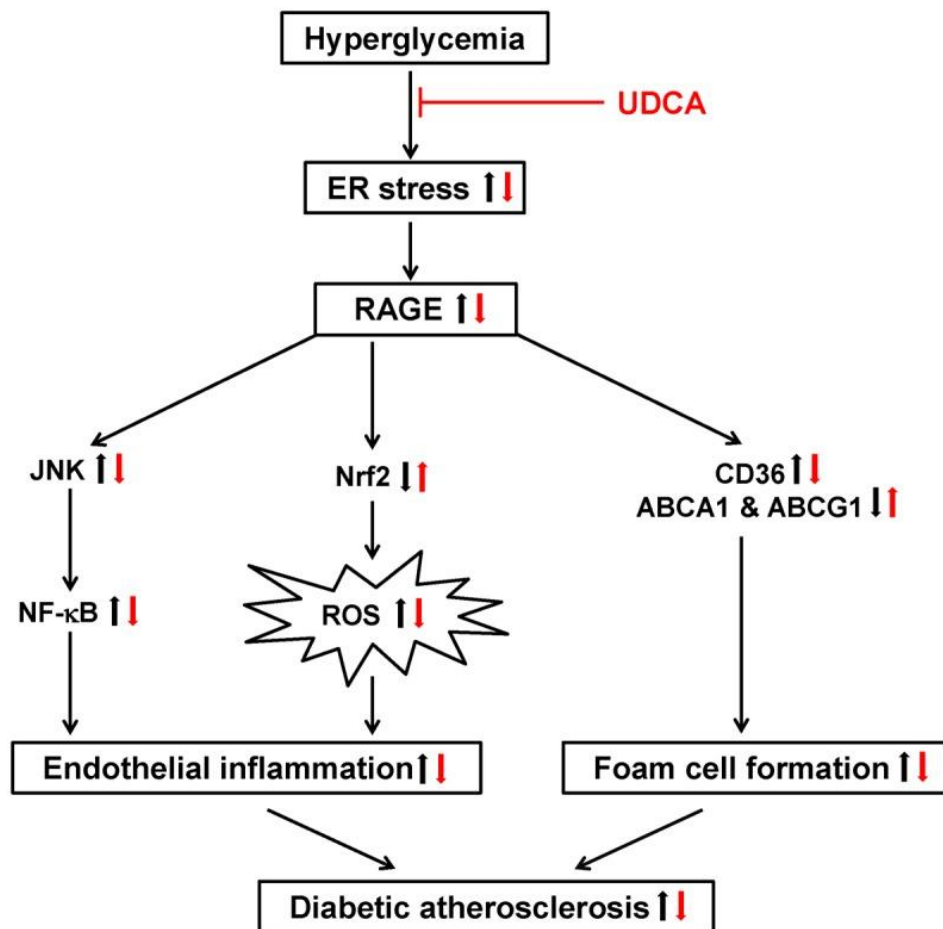 Hyperglycemia
UDCA
ER stress
RAGE
JNK
Nrf2
CD36
ABCA1 & ABCG1
NF-κB
ROS
Endothelial inflammation
Foam cell formation
Diabetic atherosclerosis